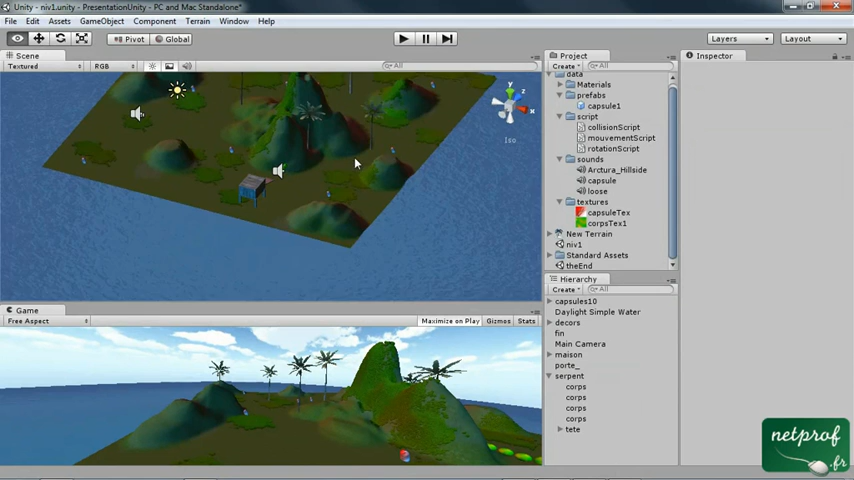 Unity - niv1.unity - PresentationUnity - PC and Mac Standalone*
File Edit Assets GameObject Component Terrain Window Help
Pivot Global Layers Layout
Scene
Textured RGB All
y
z
x
Iso
Game
Free Aspect Maximize on Play Gizmos Stats
Project
Create All
data
Materials
prefabs
capsule1
script
collisionScript
mouvementScript
rotationScript
sounds
Arctura_Hillside
capsule
loose
textures
capsuleTex
corpsTex1
New Terrain
niv1
Standard Assets
theEnd
Hierarchy
Create All
capsules10
Daylight Simple Water
decors
fin
Main Camera
maison
porte_
serpent
corps
corps
corps
corps
tete
Inspector
netprof
.fr